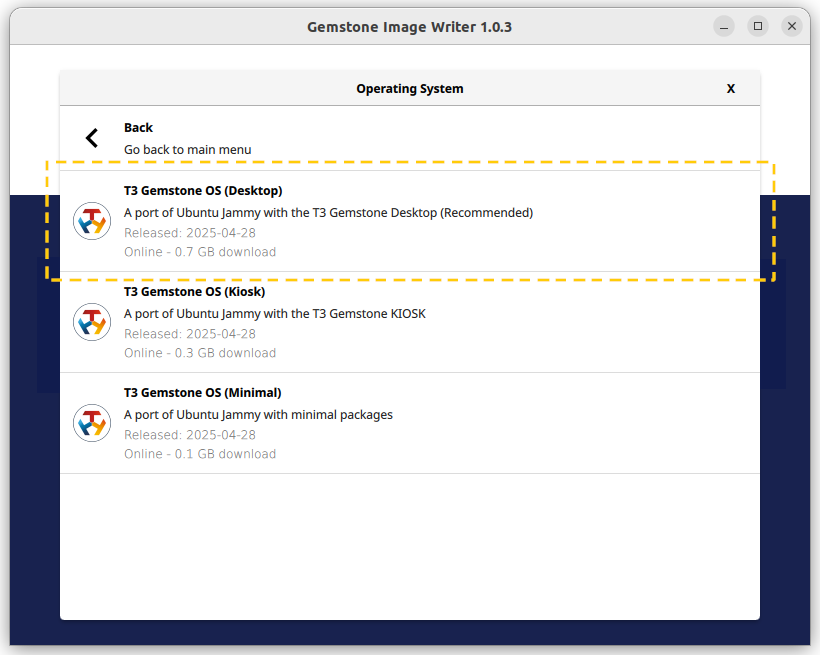 Gemstone Image Writer 1.0.3
Operating System
X
Back
Go back to main menu
T3 Gemstone OS (Desktop)
A port of Ubuntu Jammy with the T3 Gemstone Desktop (Recommended)
Released: 2025-04-28
Online - 0.7 GB download
T3 Gemstone OS (Kiosk)
A port of Ubuntu Jammy with the T3 Gemstone KIOSK
Released: 2025-04-28
Online - 0.3 GB download
T3 Gemstone OS (Minimal)
A port of Ubuntu Jammy with minimal packages
Released: 2025-04-28
Online - 0.1 GB download